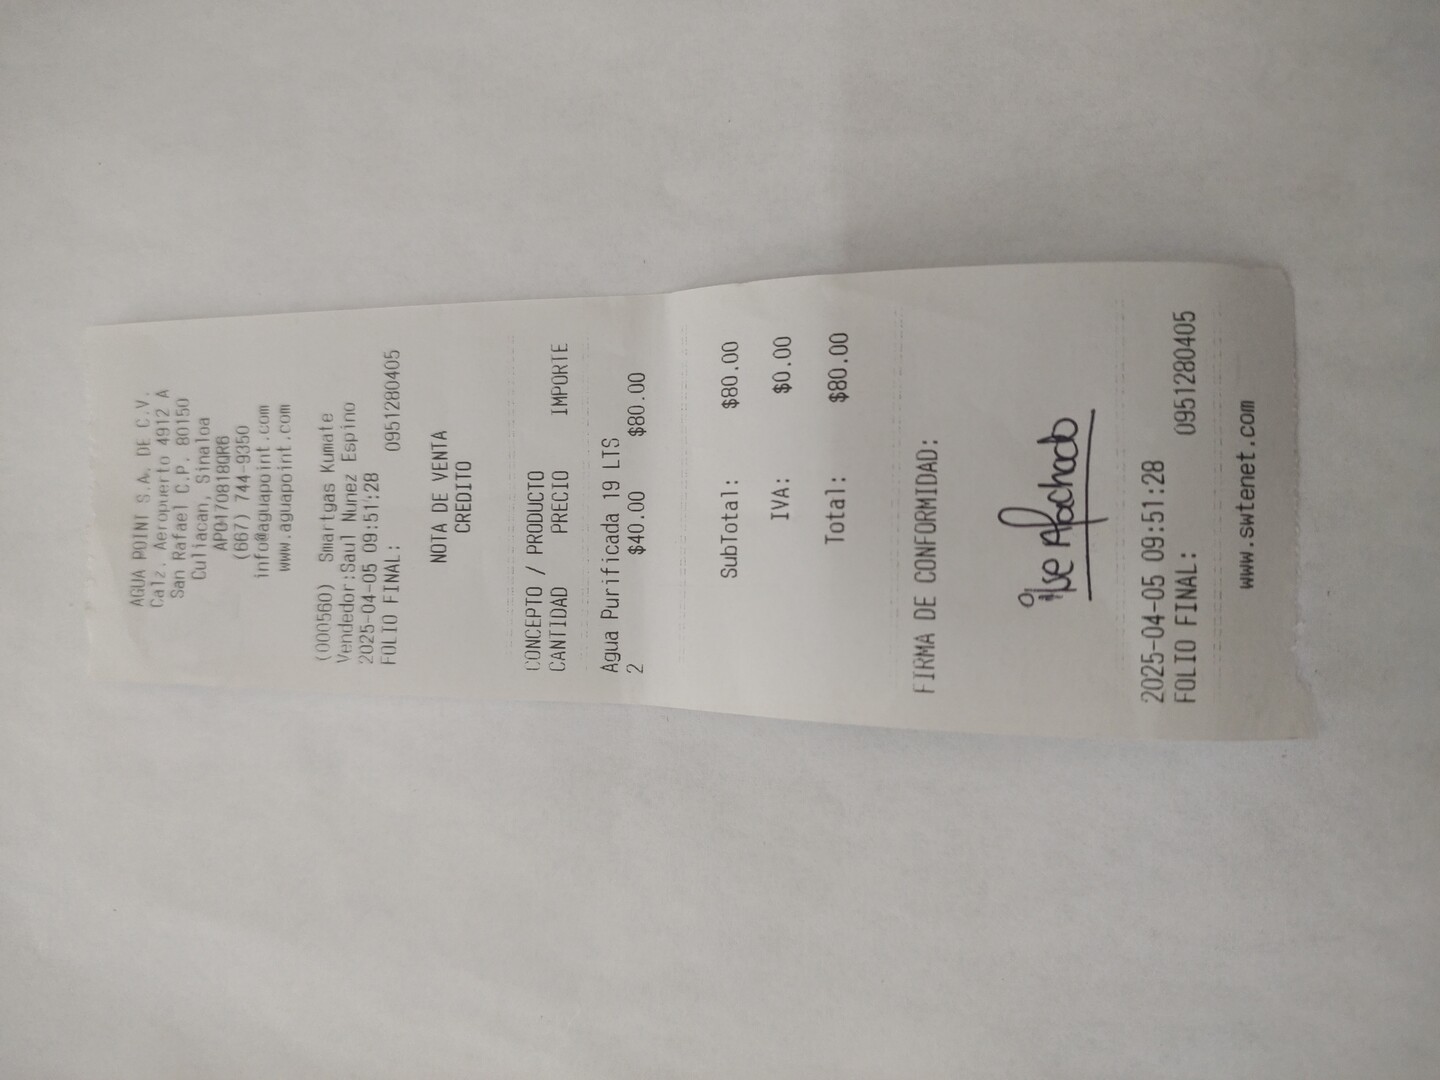 AGUA POINT S.A. DE C.V.
Calz. Aeropuerto 4912 A
San Rafael C.P. 80150
Culiacan, Sinaloa
APO170818QR6
(667) 744-9350
info@aguapoint.com
www.aguapoint.com
(000560) Smartgas Kumate
Vendedor:Saul Nunez Espino
2025-04-05 09:51:28
FOLIO FINAL: 0951280405
NOTA DE VENTA
CREDITO
CONCEPTO / PRODUCTO
CANTIDAD PRECIO IMPORTE
Agua Purificada 19 LTS
2 $40.00 $80.00
SubTotal: $80.00
IVA: $0.00
Total: $80.00
FIRMA DE CONFORMIDAD:
Ilse Machado
2025-04-05 09:51:28
FOLIO FINAL: 0951280405
www.swtenet.com